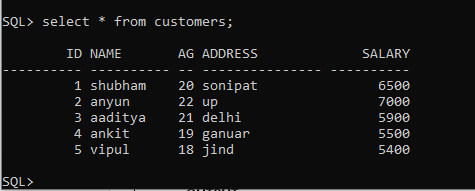 SQL> select * from customers;
ID NAME AG ADDRESS SALARY
---------- ---------- -- --------------- ----------
1 shubham 20 sonipat 6500
2 anyun 22 up 7000
3 aaditya 21 delhi 5900
4 ankit 19 ganuar 5500
5 vipul 18 jind 5400
SQL>